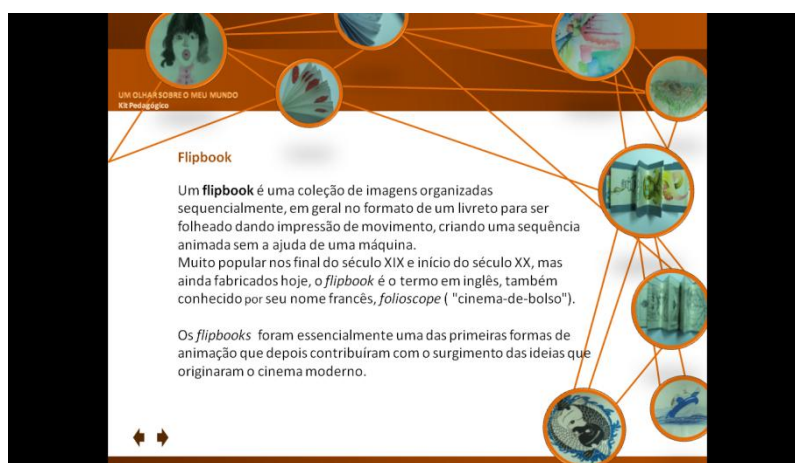 UM OLHAR SOBRE O MEU MUNDO
Kit Pedagógico
Flipbook
Um flipbook é uma coleção de imagens organizadas
sequencialmente, em geral no formato de um livreto para ser
folheado dando impressão de movimento, criando uma sequência
animada sem a ajuda de uma máquina.
Muito popular nos final do século XIX e início do século XX, mas
ainda fabricados hoje, o flipbook é o termo em inglês, também
conhecido por seu nome francês, folioscope ( "cinema-de-bolso").
Os flipbooks foram essencialmente uma das primeiras formas de
animação que depois contribuíram com o surgimento das ideias que
originaram o cinema moderno.